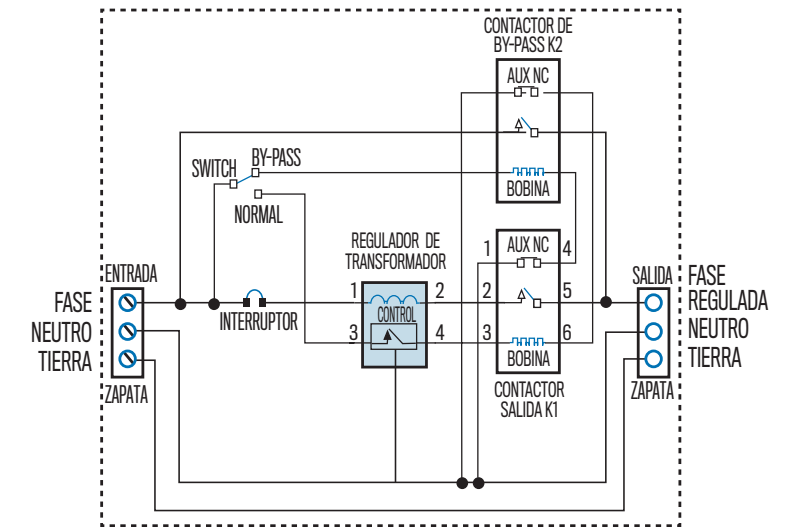 CONTACTOR DE
BY-PASS K2
AUX NC
BOBINA
SWITCH
BY-PASS
NORMAL
REGULADOR DE
TRANSFORMADOR
1
2
CONTROL
3
4
1
AUX NC
4
2
5
3
6
BOBINA
CONTACTOR
SALIDA K1
ENTRADA
FASE
NEUTRO
TIERRA
ZAPATA
INTERRUPTOR
SALIDA
FASE
REGULADA
NEUTRO
TIERRA
ZAPATA